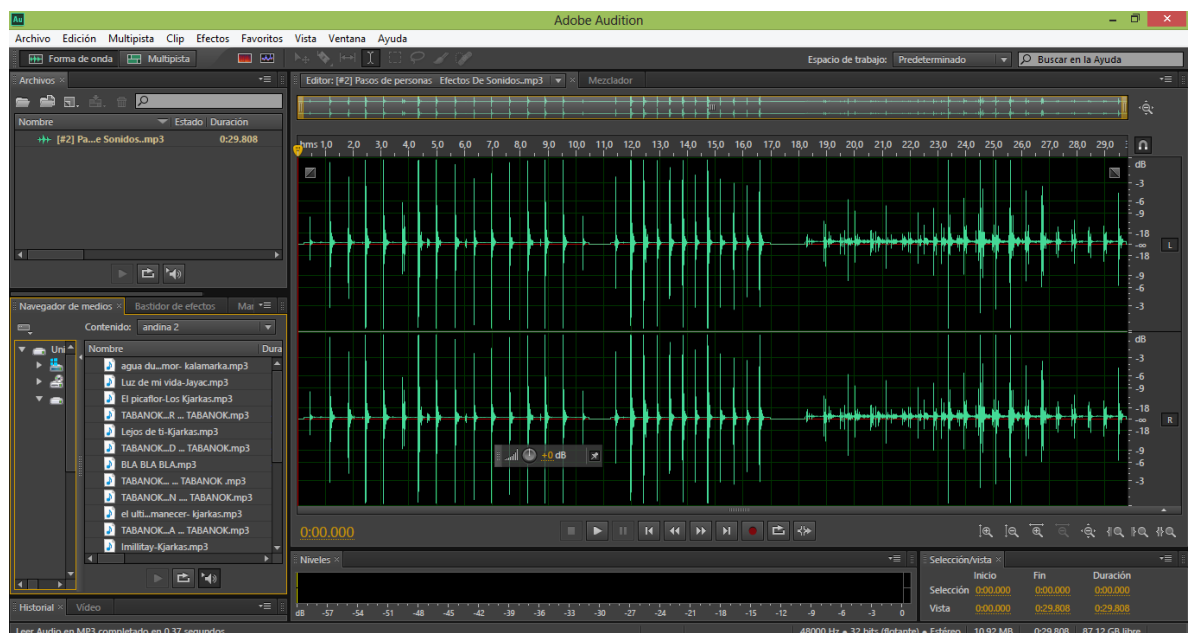 Au Adobe Audition
Archivo Edición Multipista Clip Efectos Favoritos Vista Ventana Ayuda
Forma de onda Multipista Espacio de trabajo: Predeterminado Buscar en la Ayuda
Archivos
Nombre Estado Duración
[#2] Pa...e Sonidos..mp3 0:29.808
Navegador de medios Bastidor de efectos Mar
Contenido: andina 2
Uni Nombre Dura
agua du...mor- kalamarka.mp3
Luz de mi vida-Jayac.mp3
El picaflor-Los Kjarkas.mp3
TABANOK...R ... TABANOK.mp3
Lejos de ti-Kjarkas.mp3
TABANOK...D ... TABANOK.mp3
BLA BLA BLA.mp3
TABANOK... ... TABANOK .mp3
TABANOK...N .... TABANOK.mp3
el ulti...manecer- kjarkas.mp3
TABANOK...A ... TABANOK.mp3
Imillitay-Kjarkas.mp3
Historial Vídeo
Editor: [#2] Pasos de personas Efectos De Sonidos..mp3 Mezclador
hms 1,0 2,0 3,0 4,0 5,0 6,0 7,0 8,0 9,0 10,0 11,0 12,0 13,0 14,0 15,0 16,0 17,0 18,0 19,0 20,0 21,0 22,0 23,0 24,0 25,0 26,0 27,0 28,0 29,0
dB
-3
-6
-9
-18
-∞ L
-18
-9
-6
-3
dB
-3
-6
-9
-18
-∞ R
-18
-9
-6
-3
+0 dB
0:00.000
Niveles
dB -57 -54 -51 -48 -45 -42 -39 -36 -33 -30 -27 -24 -21 -18 -15 -12 -9 -6 -3 0
Selección/vista
Inicio Fin Duración
Selección 0:00.000 0:00.000 0:00.000
Vista 0:00.000 0:29.808 0:29.808
Leer Audio en MP3 completado en 0,37 segundos 48000 Hz • 32 bits (flotante) • Estéreo 10,92 MB 0:29.808 87,12 GB libre